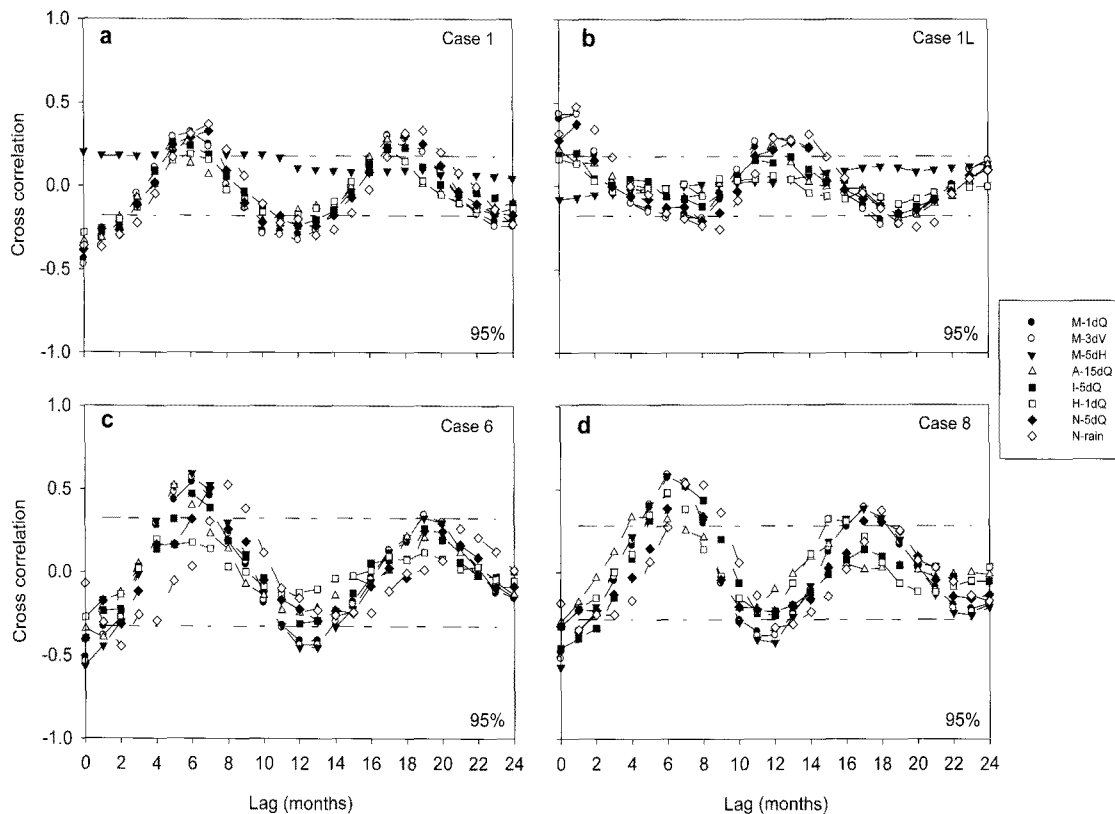 1.0
0.5
0.0
-0.5
-1.0
Cross correlation
a
Case 1
95%
b
Case 1L
95%
M-1dQ
M-3dV
M-5dH
A-15dQ
I-5dQ
H-1dQ
N-5dQ
N-rain
1.0
0.5
0.0
-0.5
-1.0
Cross correlation
c
Case 6
95%
0 2 4 6 8 10 12 14 16 18 20 22 24
Lag (months)
d
Case 8
95%
0 2 4 6 8 10 12 14 16 18 20 22 24
Lag (months)